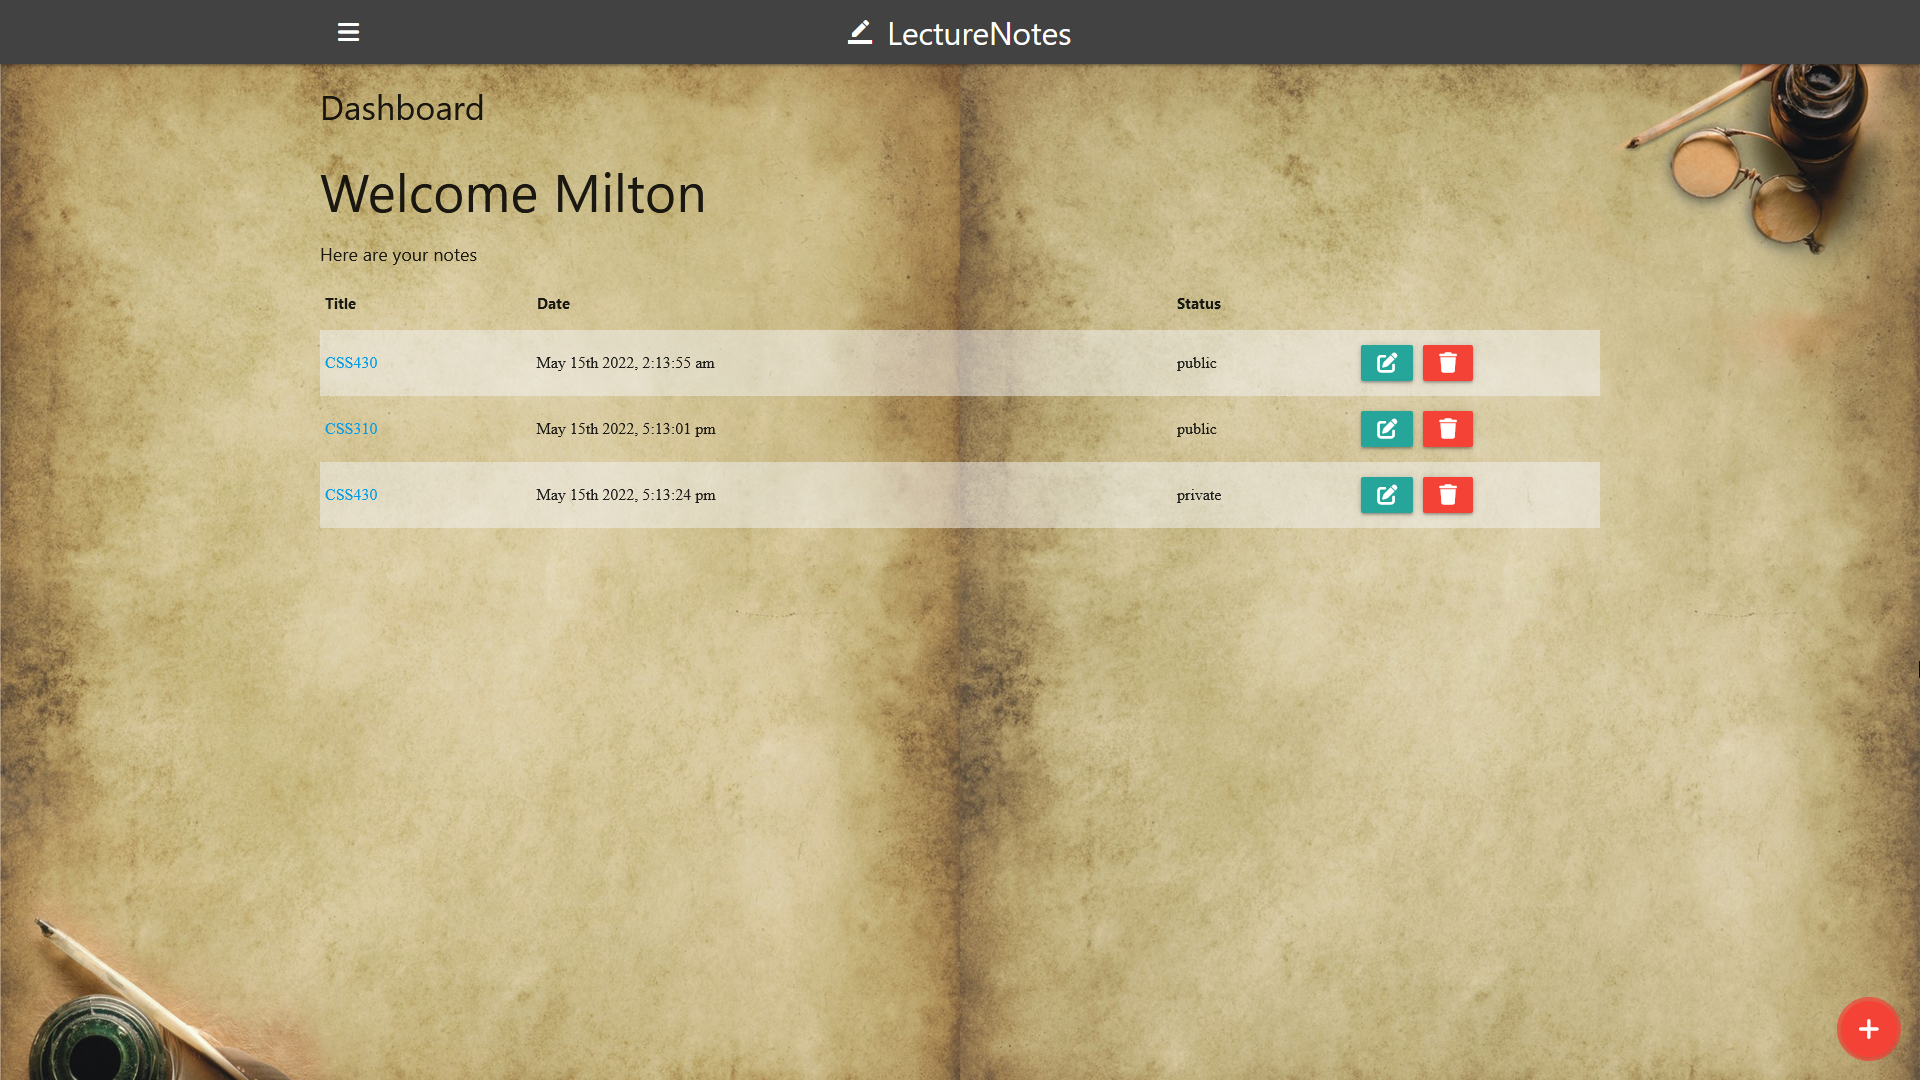 LectureNotes
Dashboard
Welcome Milton
Here are your notes
Title Date Status
CSS430 May 15th 2022, 2:13:55 am public
CSS310 May 15th 2022, 5:13:01 pm public
CSS430 May 15th 2022, 5:13:24 pm private